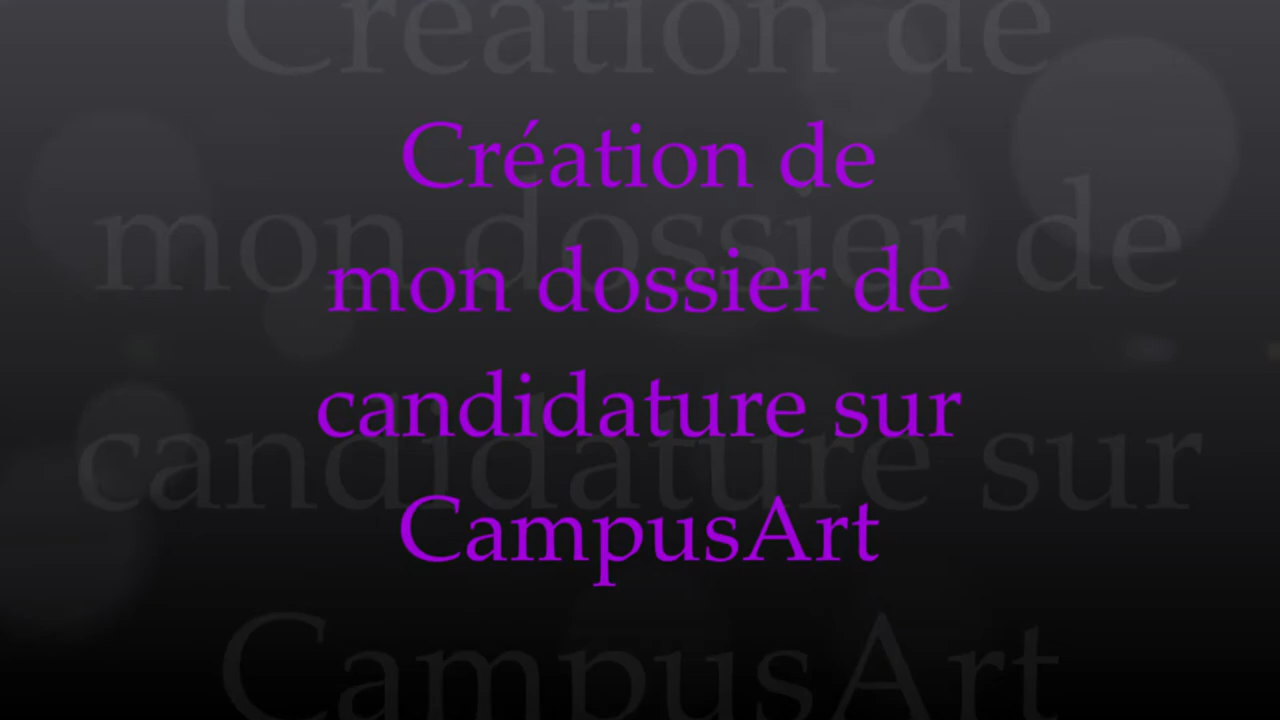 Création de
mon dossier de
candidature sur
CampusArt